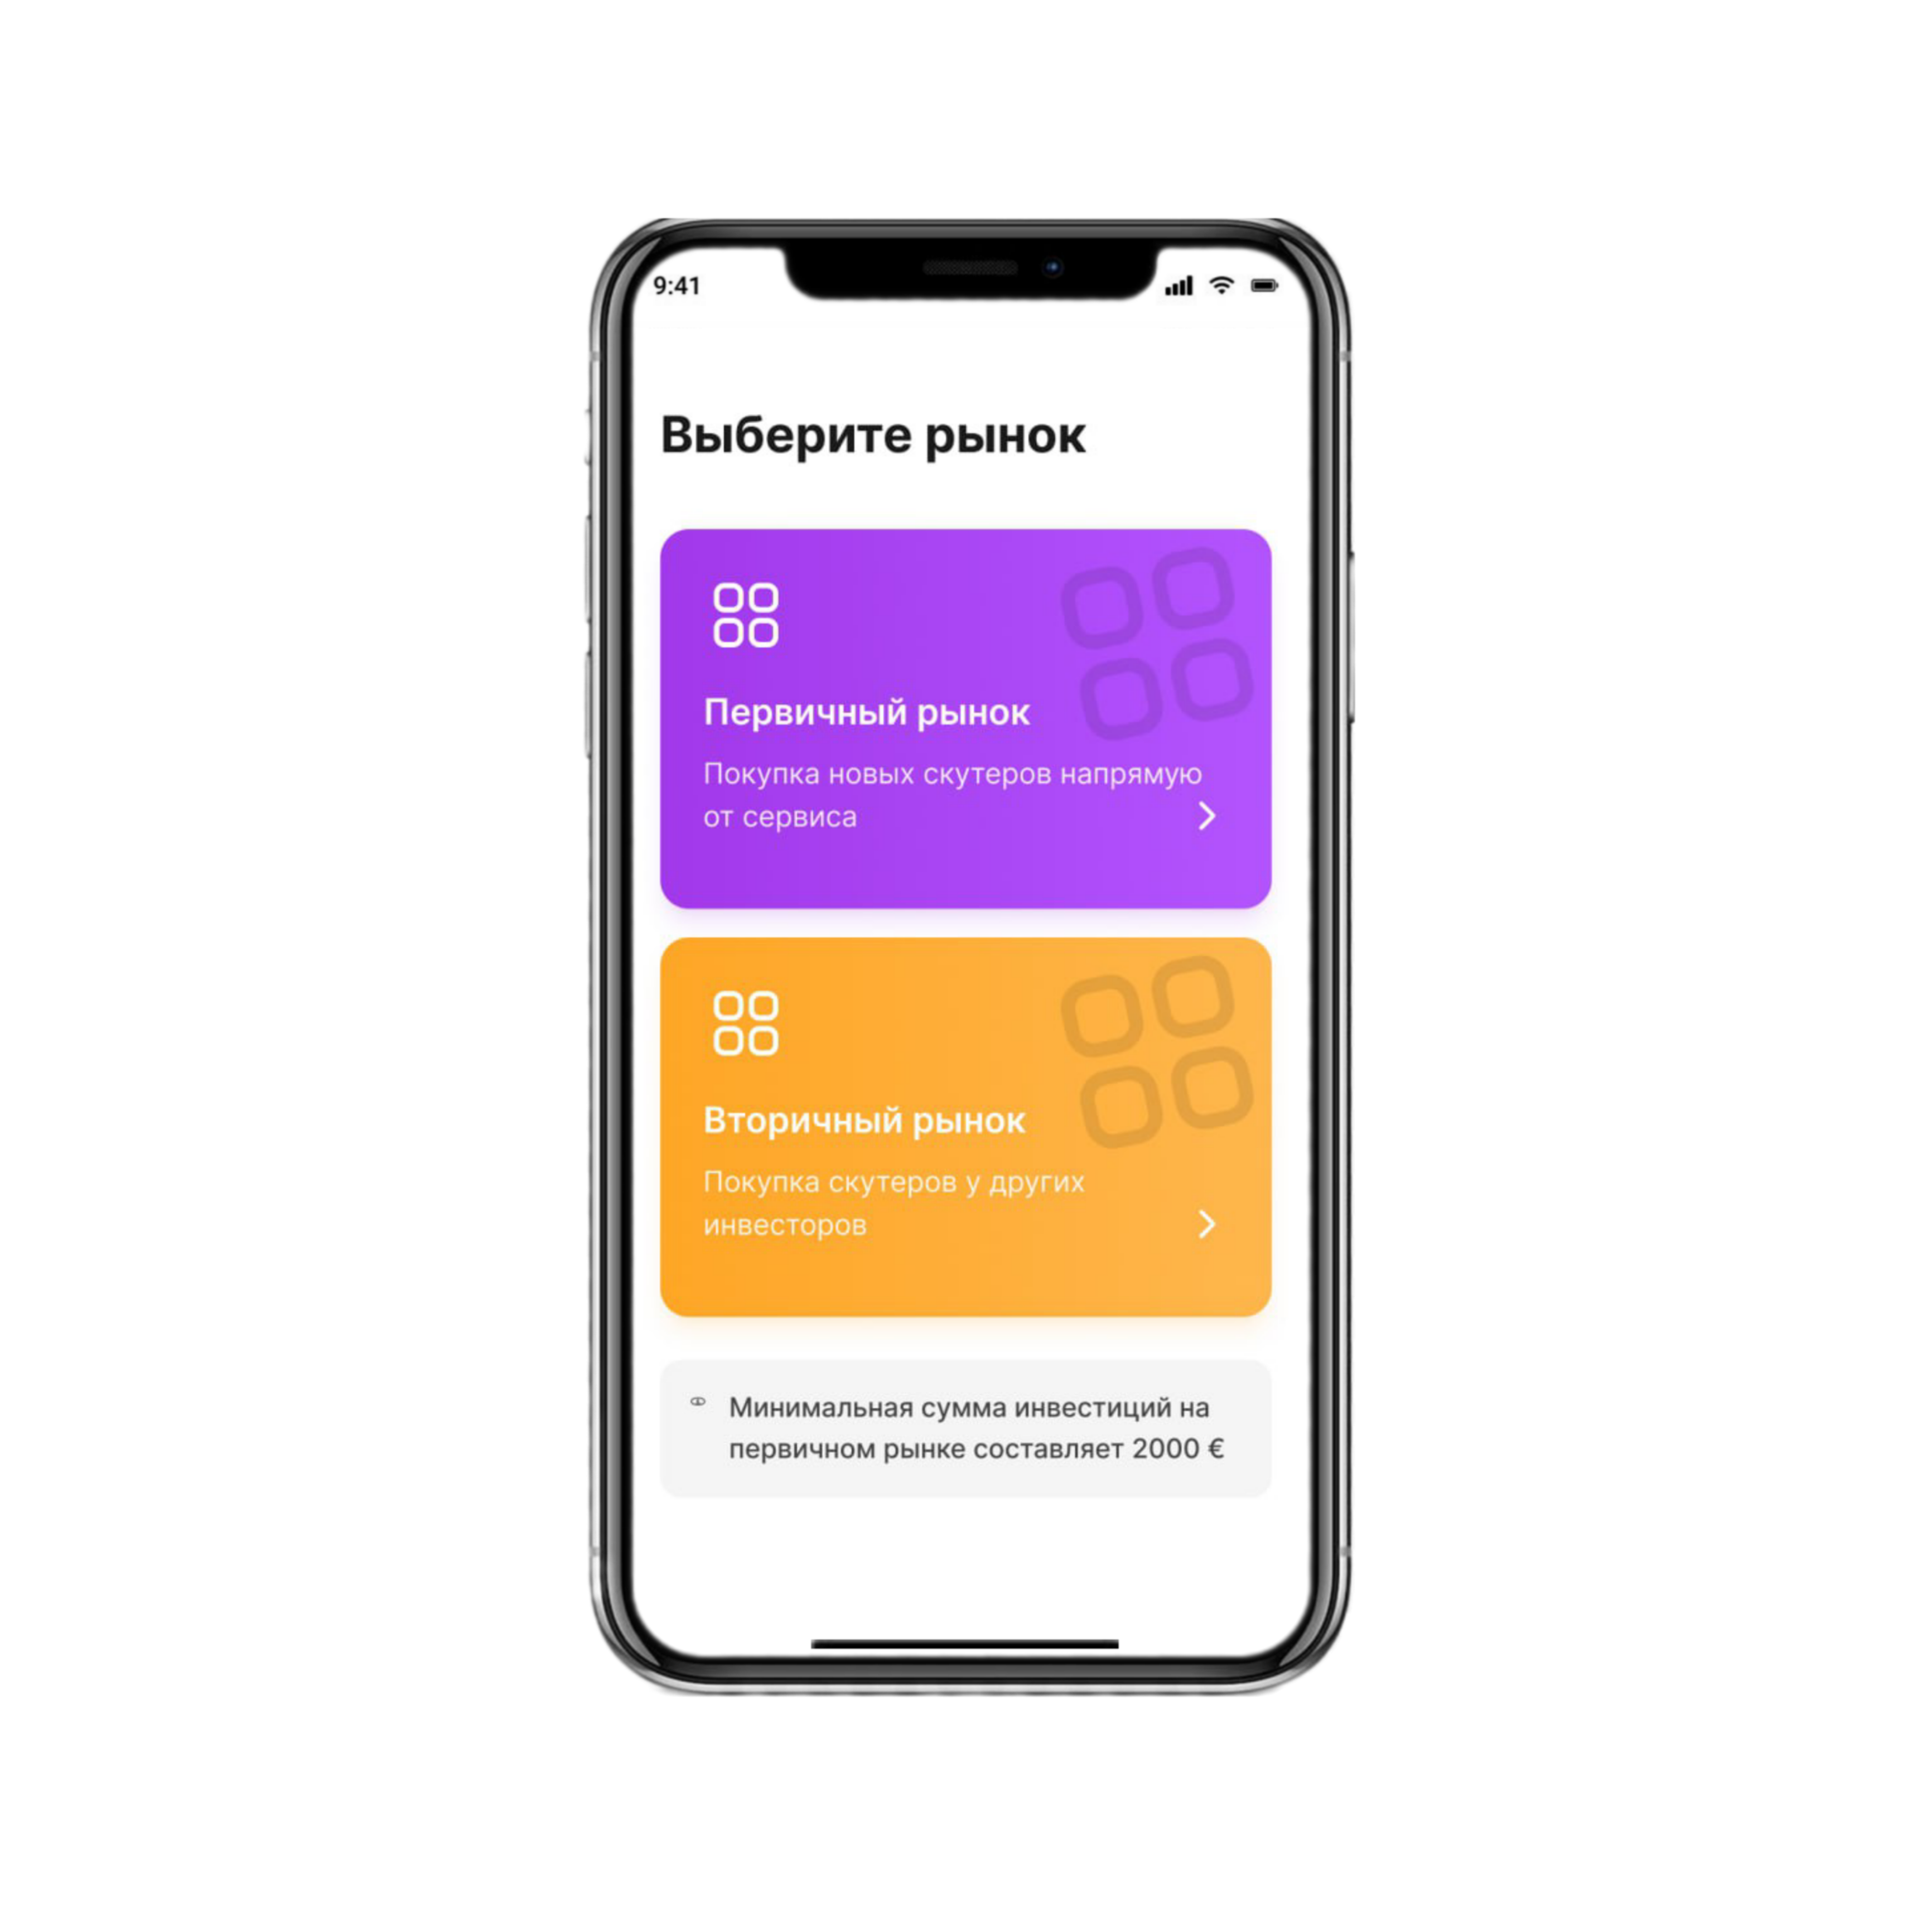 9:41
Выберите рынок
Первичный рынок
Покупка новых скутеров напрямую
от сервиса
Вторичный рынок
Покупка скутеров у других
инвесторов
Минимальная сумма инвестиций на
первичном рынке составляет 2000 €